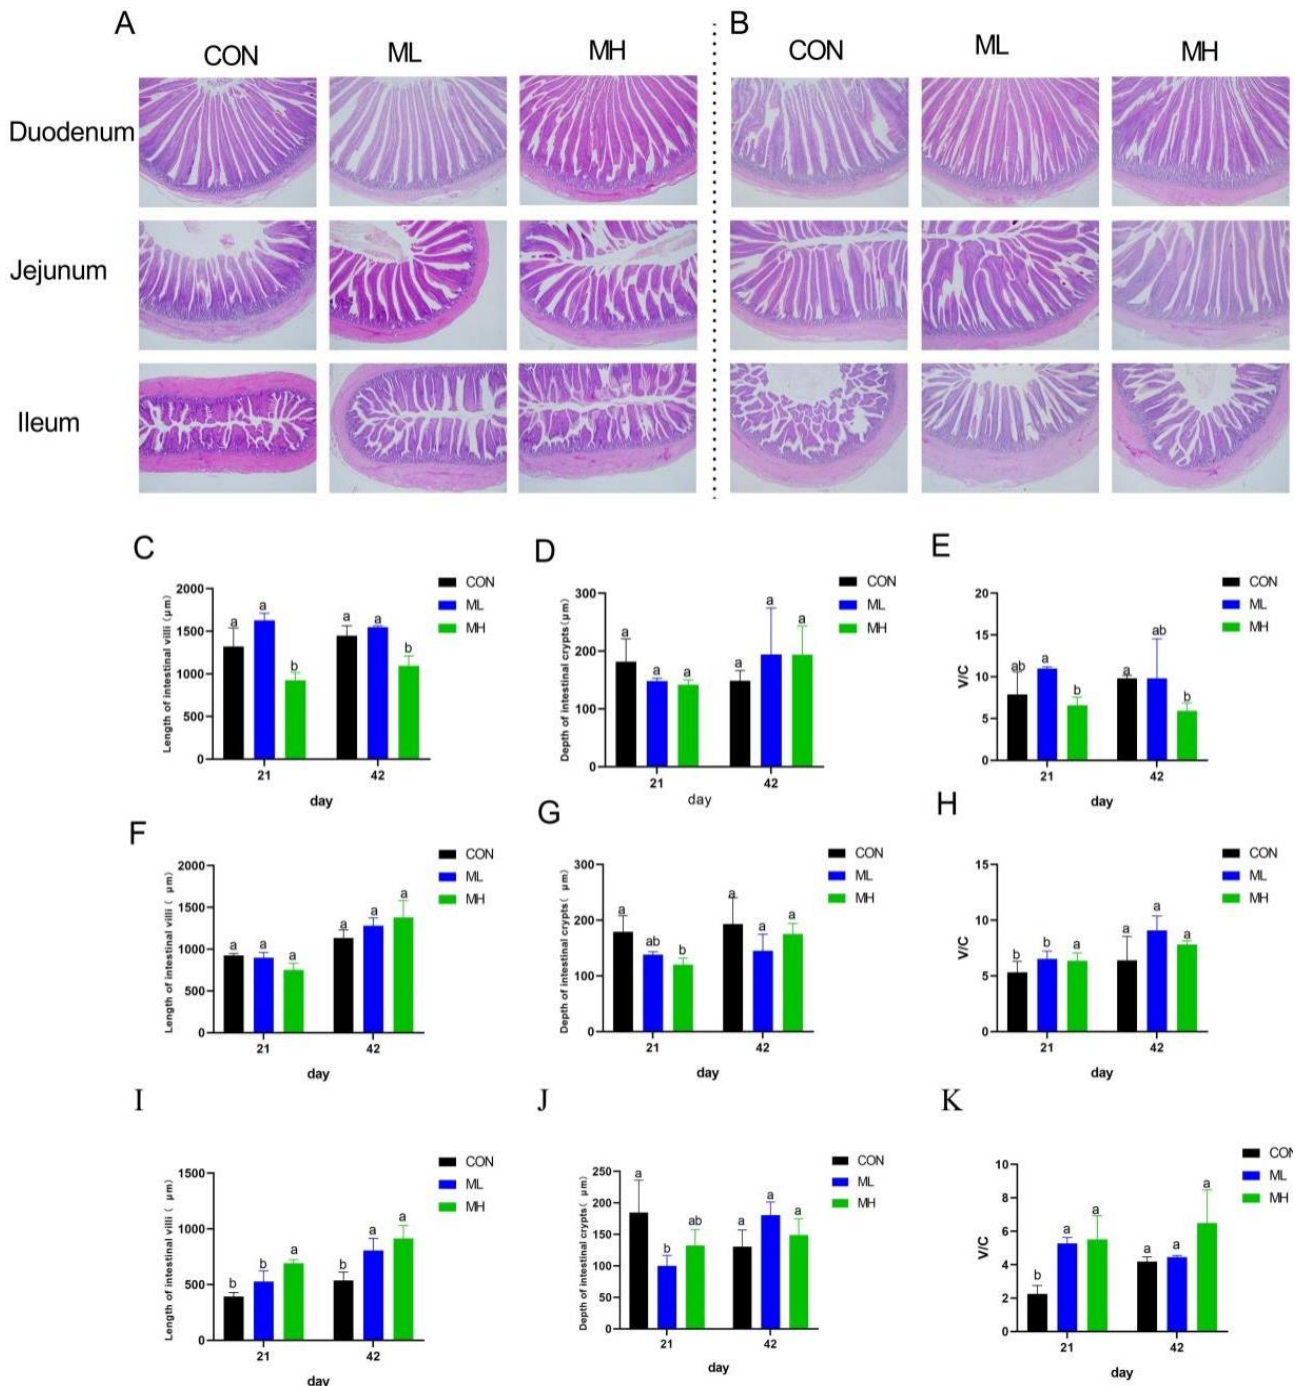 A
B
CON
ML
MH
CON
ML
MH
Duodenum
Jejunum
Ileum
C
Length of intestinal villi (μm)
2000
1500
1000
500
0
a
a
b
a
a
b
21
42
day
CON
ML
MH
D
Depth of intestinal crypts(μm)
300
200
100
0
a
a
a
a
a
a
21
42
day
CON
ML
MH
E
V/C
20
15
10
5
0
ab
a
b
a
ab
b
21
42
day
CON
ML
MH
F
Length of intestinal villi ( μm)
2000
1500
1000
500
0
a
a
a
a
a
a
21
42
day
CON
ML
MH
G
Depth of intestinal crypts( μm)
300
200
100
0
a
ab
b
a
a
a
21
42
day
CON
ML
MH
H
V/C
15
10
5
0
b
b
a
a
a
a
21
42
day
CON
ML
MH
I
Length of intestinal villi ( μm)
1500
1000
500
0
b
b
a
b
a
a
21
42
day
CON
ML
MH
J
Depth of intestinal crypts( μm)
250
200
150
100
50
0
a
b
ab
a
a
a
21
42
day
CON
ML
MH
K
V/C
10
8
6
4
2
0
b
a
a
a
a
a
21
42
day
CON
ML
MH